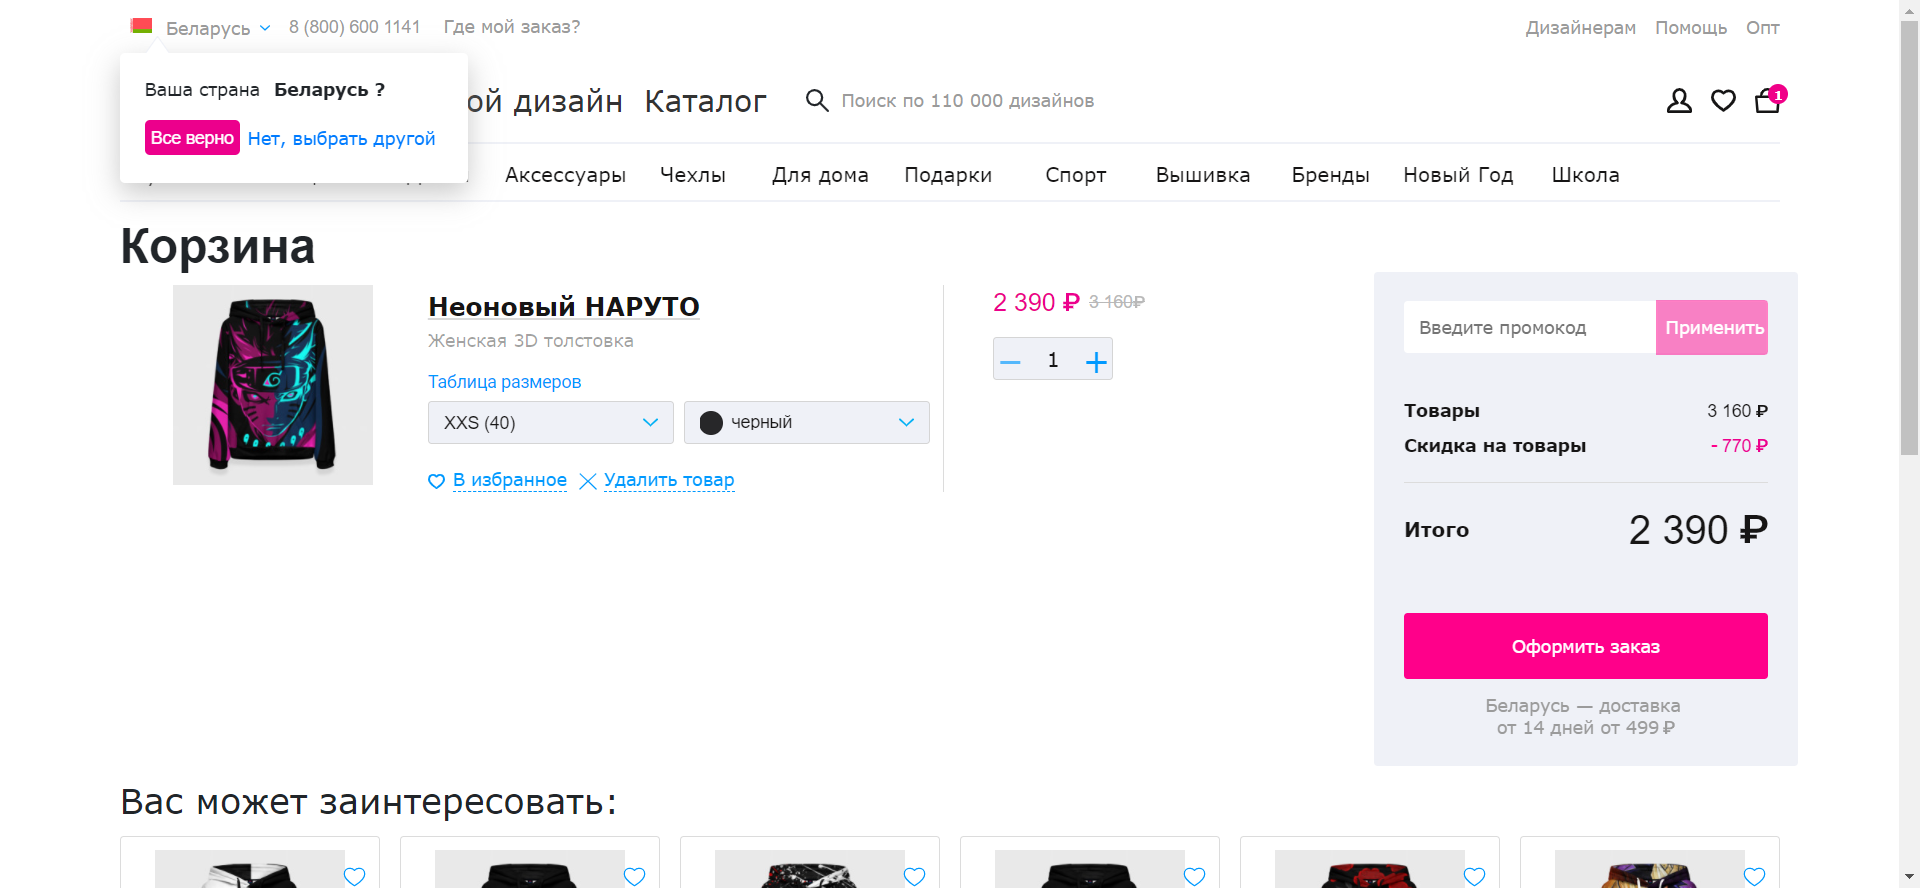 Беларусь 8 (800) 600 1141 Где мой заказ? Дизайнерам Помощь Опт
Ваша страна Беларусь ?
Все верно Нет, выбрать другой
ой дизайн Каталог Поиск по 110 000 дизайнов 1
Аксессуары Чехлы Для дома Подарки Спорт Вышивка Бренды Новый Год Школа
Корзина
Неоновый НАРУТО
Женская 3D толстовка
Таблица размеров
XXS (40) черный
В избранное Удалить товар
2 390 ₽ 3 160₽
1
Введите промокод Применить
Товары 3 160 ₽
Скидка на товары - 770 ₽
Итого 2 390 ₽
Оформить заказ
Беларусь — доставка
от 14 дней от 499 ₽
Вас может заинтересовать: